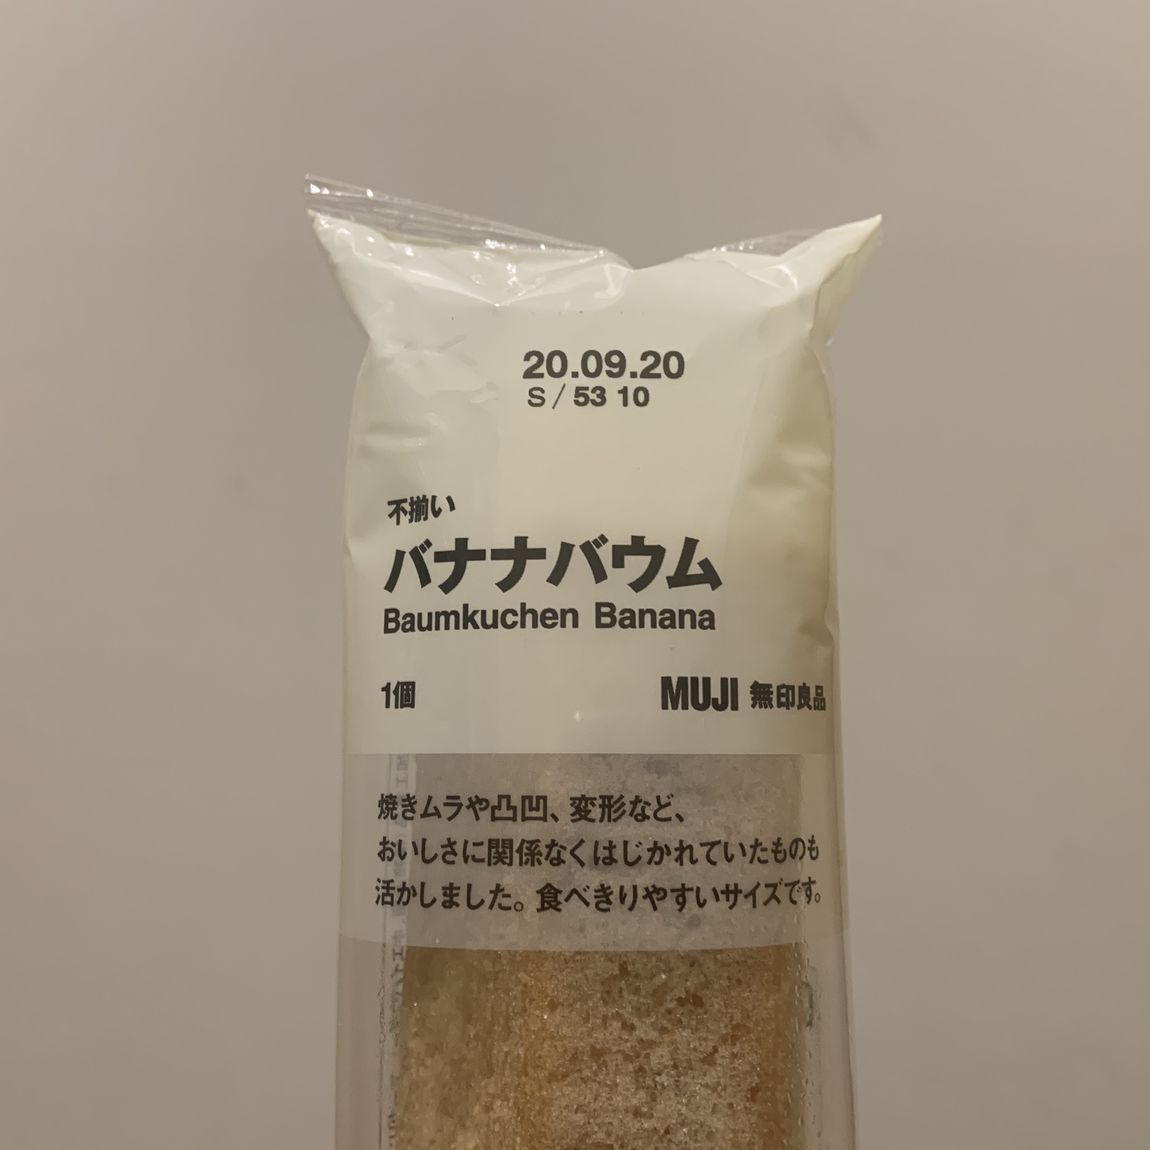 20.09.20
S/53 10
不揃い
バナナバウム
Baumkuchen Banana
1個
MUJI 無印良品
焼きムラや凸凹、変形など、
おいしさに関係なくはじかれていたものも
活かしました。食べきりやすいサイズです。